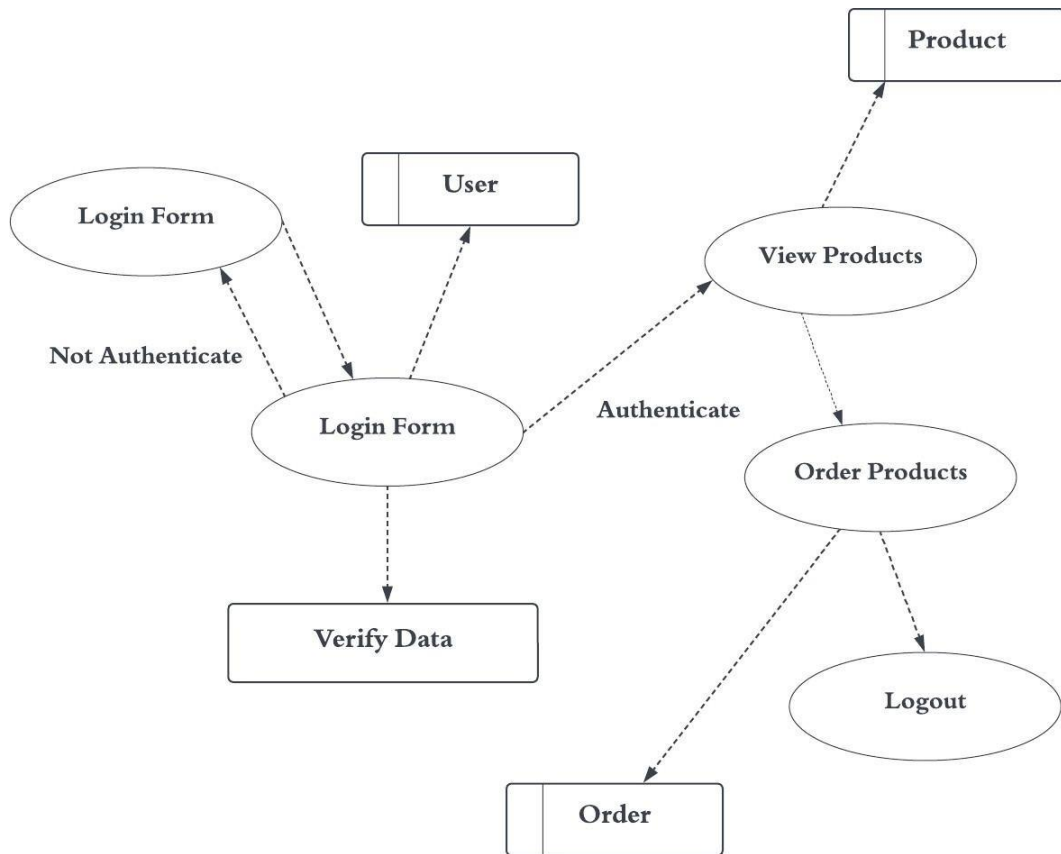 Product
User
Login Form
View Products
Not Authenticate
Authenticate
Login Form
Order Products
Verify Data
Logout
Order